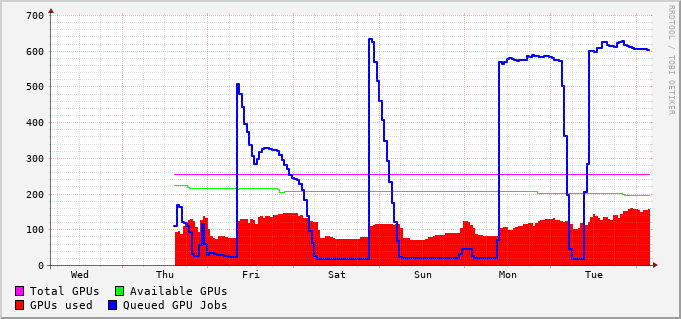 700
600
500
400
300
200
100
0
Wed Thu Fri Sat Sun Mon Tue
Total GPUs Available GPUs
GPUs used Queued GPU Jobs
RRDTOOL / TOBI OETIKER